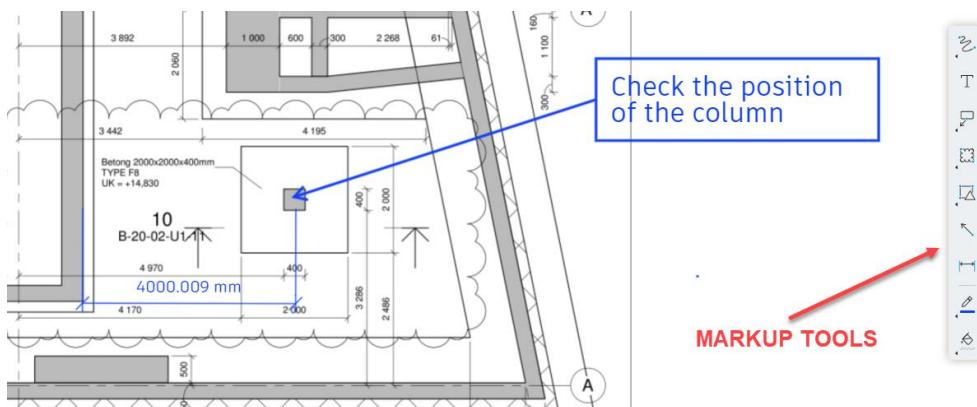 A
3 892
1 000
600
300
2 268
61
160
1 100
300
2 060
Check the position
of the column
3 442
4 195
Betong 2000x2000x400mm
TYPE F8
UK = +14,830
400
2 000
10
B-20-02-U1-11
4 970
400
4000.009 mm
4 170
2 000
3 286
2 486
MARKUP TOOLS
500
A
T